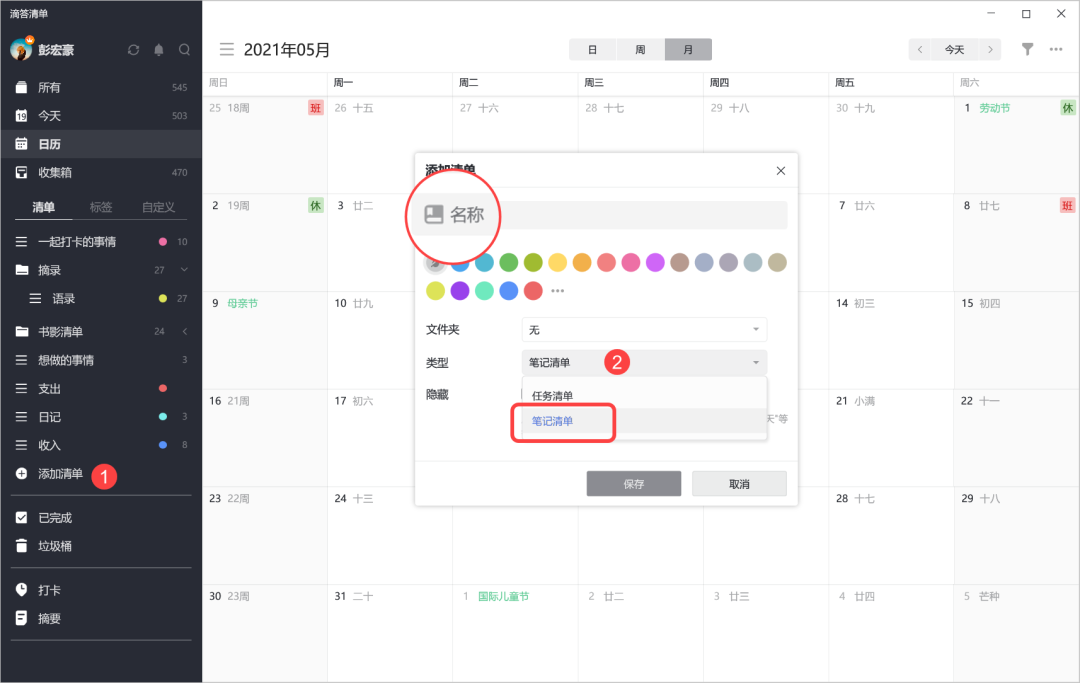 滴答清单
彭宏豪
所有 545
今天 503
日历
收集箱 470
清单 标签 自定义
一起打卡的事情 10
摘录 27
语录 27
书影清单 24
想做的事情 3
支出
日记 3
收入 8
添加清单 1
已完成
垃圾桶
打卡
摘要
2021年05月
日 周 月
今天
周日 周一 周二 周三 周四 周五 周六
25 18周 班 26 十五 27 十六 28 十七 29 十八 30 十九 1 劳动节 休
2 19周 休 3 廿二 7 廿六 8 廿七 班
9 母亲节 10 廿九 14 初三 15 初四
16 21周 17 初六 21 小满 22 十一
23 22周 24 十三 28 十七 29 十八
30 23周 31 二十 1 国际儿童节 2 廿二 3 廿三 4 廿四 5 芒种
添加清单
名称
文件夹 无
类型 笔记清单 2
隐藏
任务清单
笔记清单
天"等
保存 取消